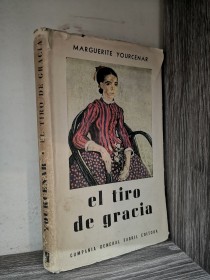 MARGUERITE YOURCENAR
el tiro
de gracia
COMPAÑIA GENERAL FABRIL EDITORA
YOURCENAR - EL TIRO DE GRACIA